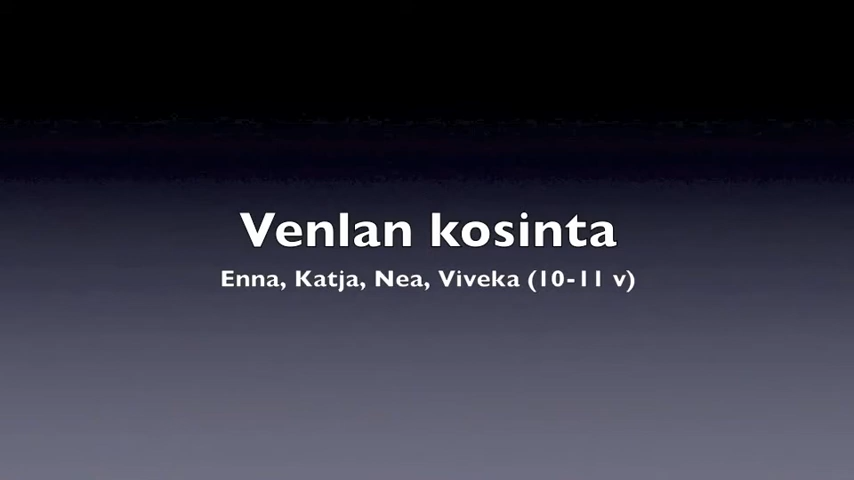 Venlan kosinta
Enna, Katja, Nea, Viveka (10-11 v)